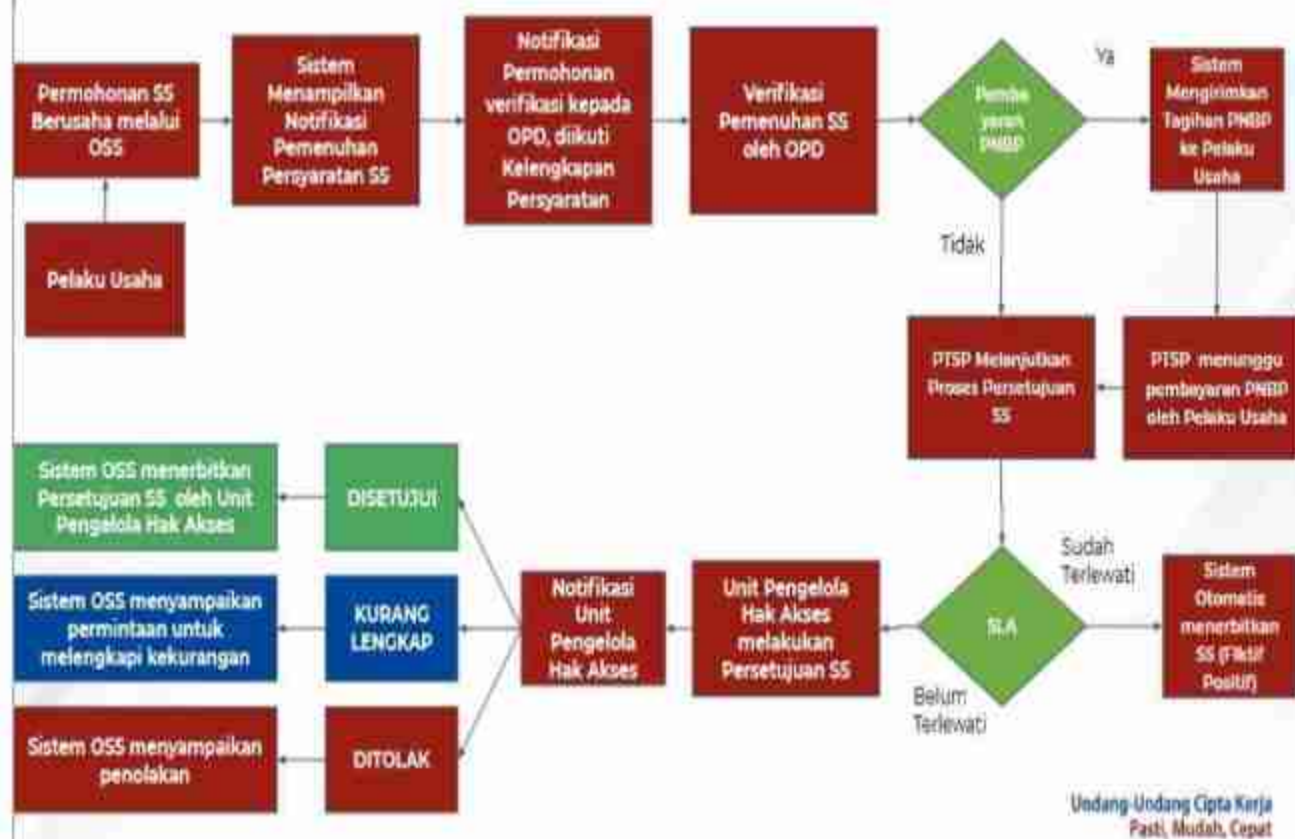 Permohonan SS
Berusaha melalui
OSS
Sistem
Menampilkan
Notifikasi
Pemenuhan
Persyaratan SS
Notifikasi
Permohonan
verifikasi kepada
OPD, diikuti
Kelengkapan
Persyaratan
Verifikasi
Pemenuhan SS
oleh OPD
Pembe
yaran
PNBP
Ya
Sistem
Mengirimkan
Tagihan PNBP
ke Pelaku
Usaha
Pelaku Usaha
Tidak
PTSP Melanjutkan
Proses Persetujuan
SS
PTSP menunggu
pembayaran PNBP
oleh Pelaku Usaha
Sistem OSS menerbitkan
Persetujuan SS oleh Unit
Pengelola Hak Akses
DISETUJUI
Sistem OSS menyampaikan
permintaan untuk
melengkapi kekurangan
KURANG
LENGKAP
Notifikasi
Unit
Pengelola
Hak Akses
Unit Pengelola
Hak Akses
melakukan
Persetujuan SS
SLA
Sudah
Terlewati
Sistem
Otomatis
menerbitkan
SS (Fiktif
Positif)
Belum
Terlewati
Sistem OSS menyampaikan
penolakan
DITOLAK
Undang-Undang Cipta Kerja
Pasti, Mudah, Cepat